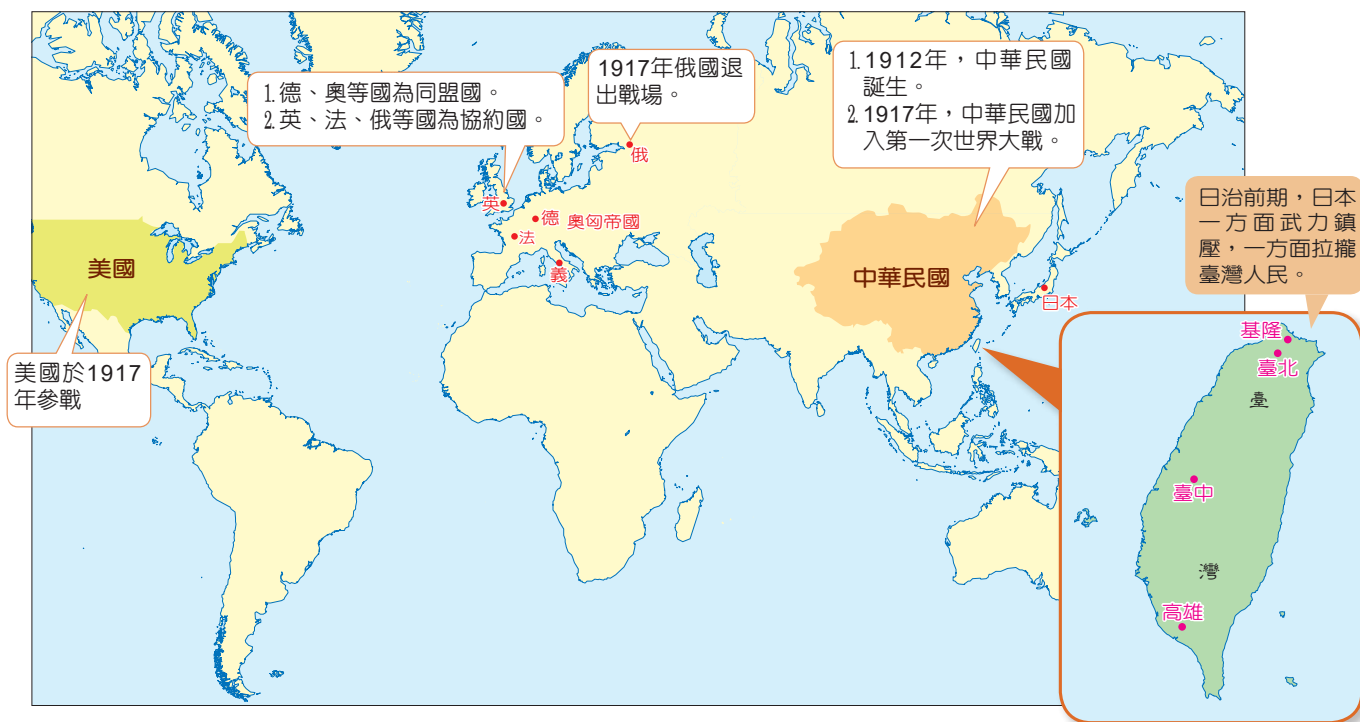 1.德、奧等國為同盟國。
2.英、法、俄等國為協約國。
1917年俄國退
出戰場。
1.1912年，中華民國
誕生。
2.1917年，中華民國加
入第一次世界大戰。
俄
英
德
奧匈帝國
法
義
美國
中華民國
日本
美國於1917
年參戰
日治前期，日本
一方面武力鎮
壓，一方面拉攏
臺灣人民。
基隆
臺北
臺
臺中
灣
高雄